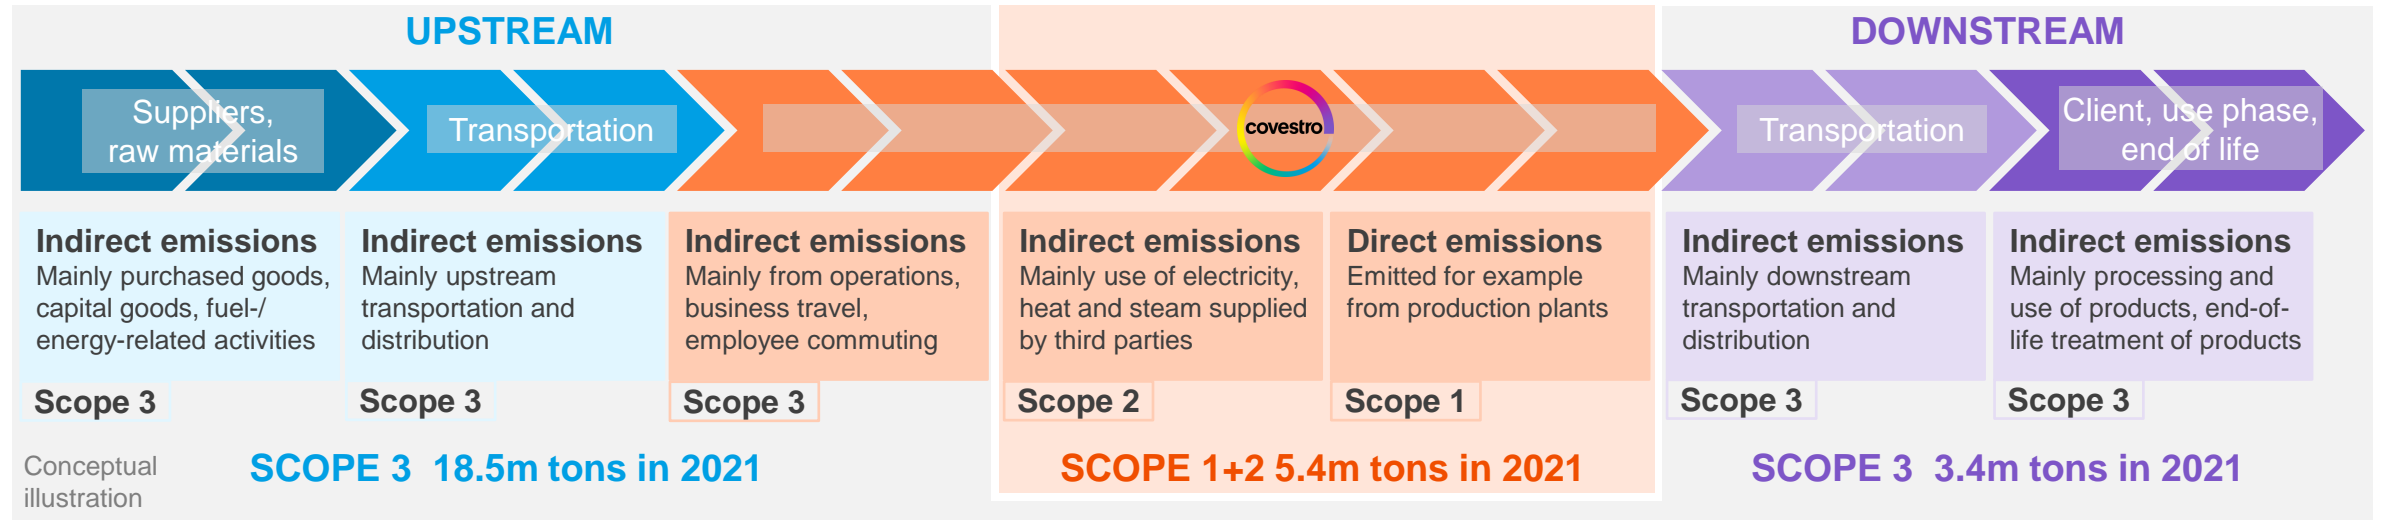 UPSTREAM
DOWNSTREAM
Suppliers,
raw materials
Transportation
covestro
Transportation
Client, use phase,
end of life
Indirect emissions
Mainly purchased goods,
capital goods, fuel-/
energy-related activities
Scope 3
Indirect emissions
Mainly upstream
transportation and
distribution
Scope 3
Indirect emissions
Mainly from operations,
business travel,
employee commuting
Scope 3
Indirect emissions
Mainly use of electricity,
heat and steam supplied
by third parties
Scope 2
Direct emissions
Emitted for example
from production plants
Scope 1
Indirect emissions
Mainly downstream
transportation and
distribution
Scope 3
Indirect emissions
Mainly processing and
use of products, end-of-
life treatment of products
Scope 3
Conceptual
illustration
SCOPE 3 18.5m tons in 2021
SCOPE 1+2 5.4m tons in 2021
SCOPE 3 3.4m tons in 2021